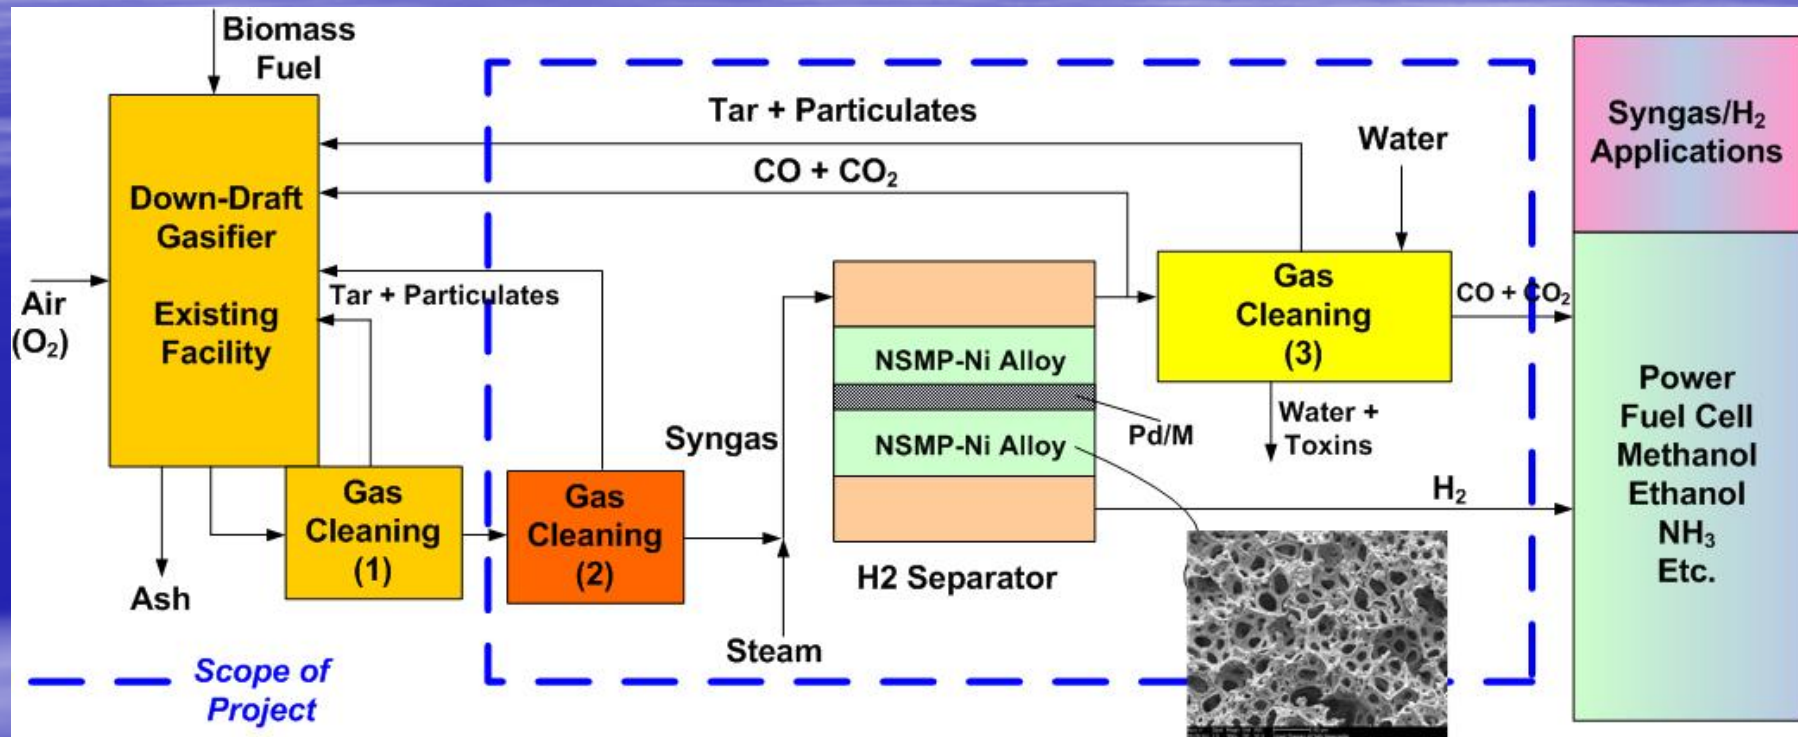 Biomass
Fuel
Tar + Particulates
Water
Syngas/H₂
Applications
CO + CO₂
Down-Draft
Gasifier
Existing
Facility
Air
(O₂)
Tar + Particulates
Gas
Cleaning
(3)
CO + CO₂
NSMP-Ni Alloy
Pd/M
NSMP-Ni Alloy
Syngas
Water +
Toxins
Power
Fuel Cell
Methanol
Ethanol
NH₃
Etc.
H₂
Gas
Cleaning
(1)
Gas
Cleaning
(2)
H2 Separator
Ash
Steam
Scope of
Project